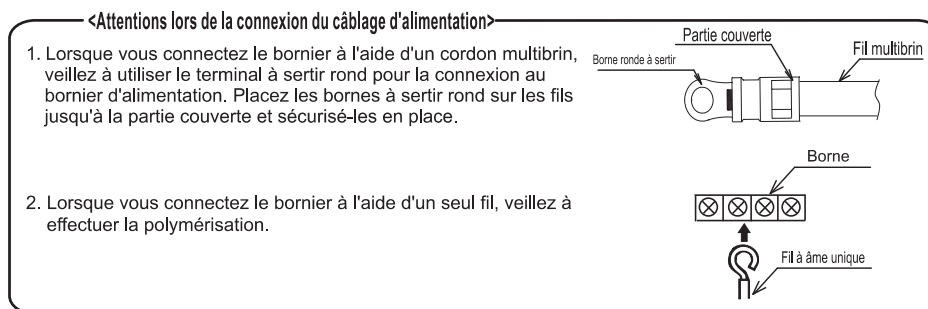 <Attentions lors de la connexion du câblage d'alimentation>
1. Lorsque vous connectez le bornier à l'aide d'un cordon multibrin,
veillez à utiliser le terminal à sertir rond pour la connexion au
bornier d'alimentation. Placez les bornes à sertir rond sur les fils
jusqu'à la partie couverte et sécurisé-les en place.
Partie couverte
Borne ronde à sertir
Fil multibrin
2. Lorsque vous connectez le bornier à l'aide d'un seul fil, veillez à
effectuer la polymérisation.
Borne
Fil à âme unique